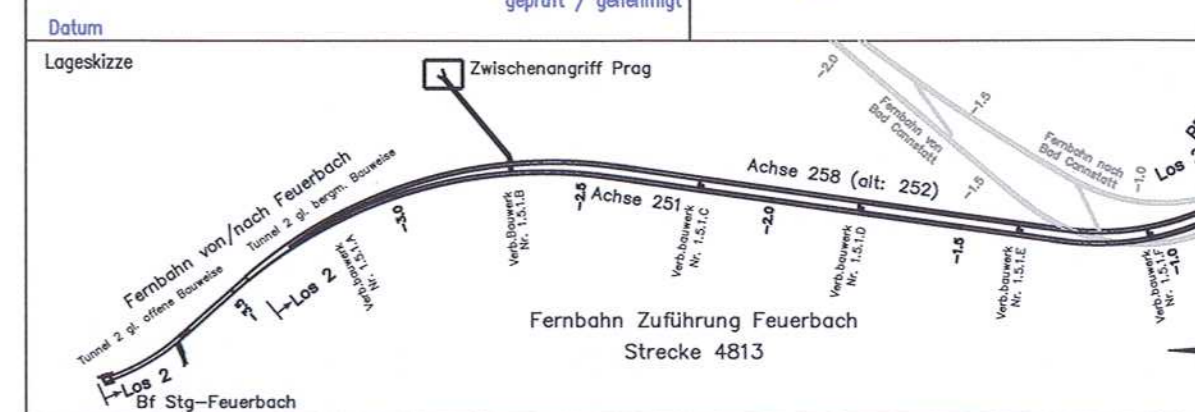 geprüft / genehmigt
Datum
Lageskizze
Zwischenangriff Prag
-2.0
-1.5
Fernbahn von
Bad Cannstatt
Fernbahn nach
Bad Cannstatt
-1.0
Los 3
-1.5
Fernbahn von/nach Feuerbach
Tunnel 2 gl. bergm. Bauweise
Tunnel 2 gl. offene Bauweise
Achse 258 (alt: 252)
Achse 251
-3.5
-3.0
-2.5
-2.0
-1.5
-1.0
Los 2
Verb.bauwerk
Nr. 1.5.1.A
Verb.Bauwerk
Nr. 1.5.1.B
Verb.bauwerk
Nr. 1.5.1.C
Verb.bauwerk
Nr. 1.5.1.D
Verb.bauwerk
Nr. 1.5.1.E
Verb.bauwerk
Nr. 1.5.1.F
Fernbahn Zuführung Feuerbach
Strecke 4813
Los 2
Bf Stg-Feuerbach